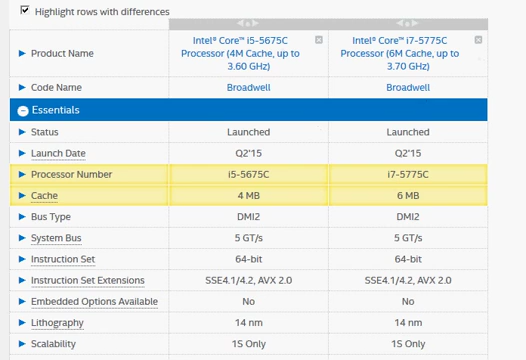 Highlight rows with differences
Product Name
Intel® Core™ i5-5675C Processor (4M Cache, up to 3.60 GHz)
Intel® Core™ i7-5775C Processor (6M Cache, up to 3.70 GHz)
Code Name Broadwell Broadwell
Essentials
Status Launched Launched
Launch Date Q2'15 Q2'15
Processor Number i5-5675C i7-5775C
Cache 4 MB 6 MB
Bus Type DMI2 DMI2
System Bus 5 GT/s 5 GT/s
Instruction Set 64-bit 64-bit
Instruction Set Extensions SSE4.1/4.2, AVX 2.0 SSE4.1/4.2, AVX 2.0
Embedded Options Available No No
Lithography 14 nm 14 nm
Scalability 1S Only 1S Only